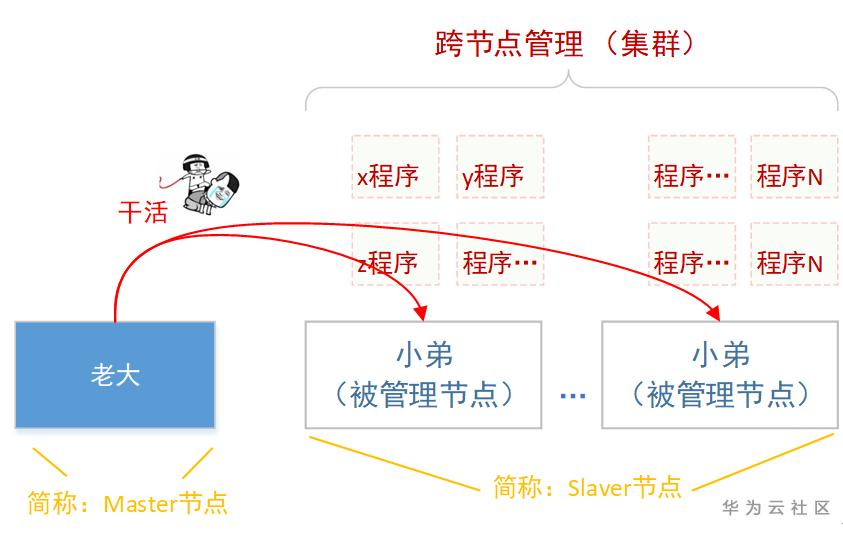 跨节点管理 （集群）
x程序 y程序 程序··· 程序N
干活
z程序 程序··· 程序··· 程序N
老大
小弟
（被管理节点）
···
小弟
（被管理节点）
简称：Master节点
简称：Slaver节点
华为云社区